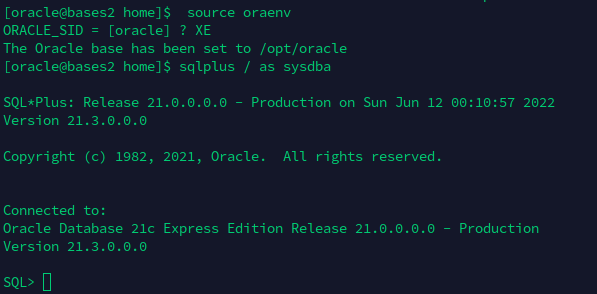 [oracle@bases2 home]$  source oraenv
ORACLE_SID = [oracle] ? XE
The Oracle base has been set to /opt/oracle
[oracle@bases2 home]$ sqlplus / as sysdba
SQL*Plus: Release 21.0.0.0.0 - Production on Sun Jun 12 00:10:57 2022
Version 21.3.0.0.0
Copyright (c) 1982, 2021, Oracle.  All rights reserved.
Connected to:
Oracle Database 21c Express Edition Release 21.0.0.0.0 - Production
Version 21.3.0.0.0
SQL>